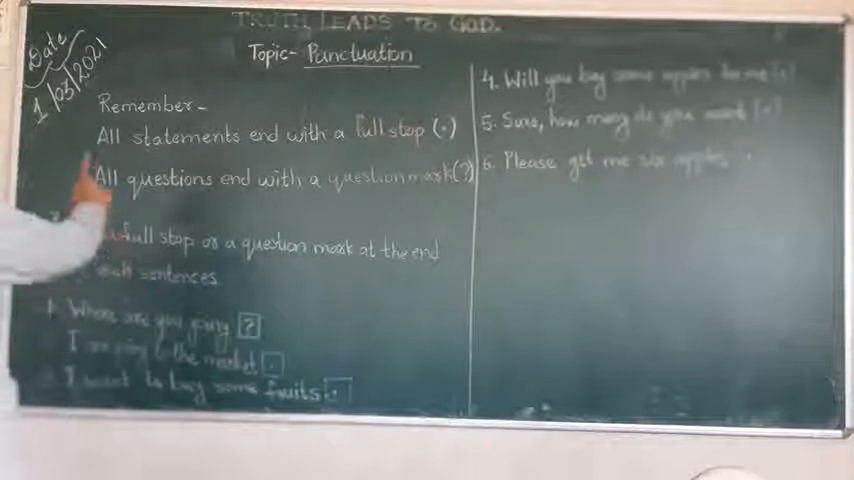 TRUTH LEADS TO GOD.
Date
1/03/2021
Topic- Punctuation
Remember-
All statements end with a full stop (.)
All questions end with a question mark (?)
full stop or a question mark at the end
sentences
1. Where are you going ?
I am going to the market .
I want to buy some fruits .
4. Will you buy some apples for me
5. Sure, how many do you want
6. Please get me six apples .